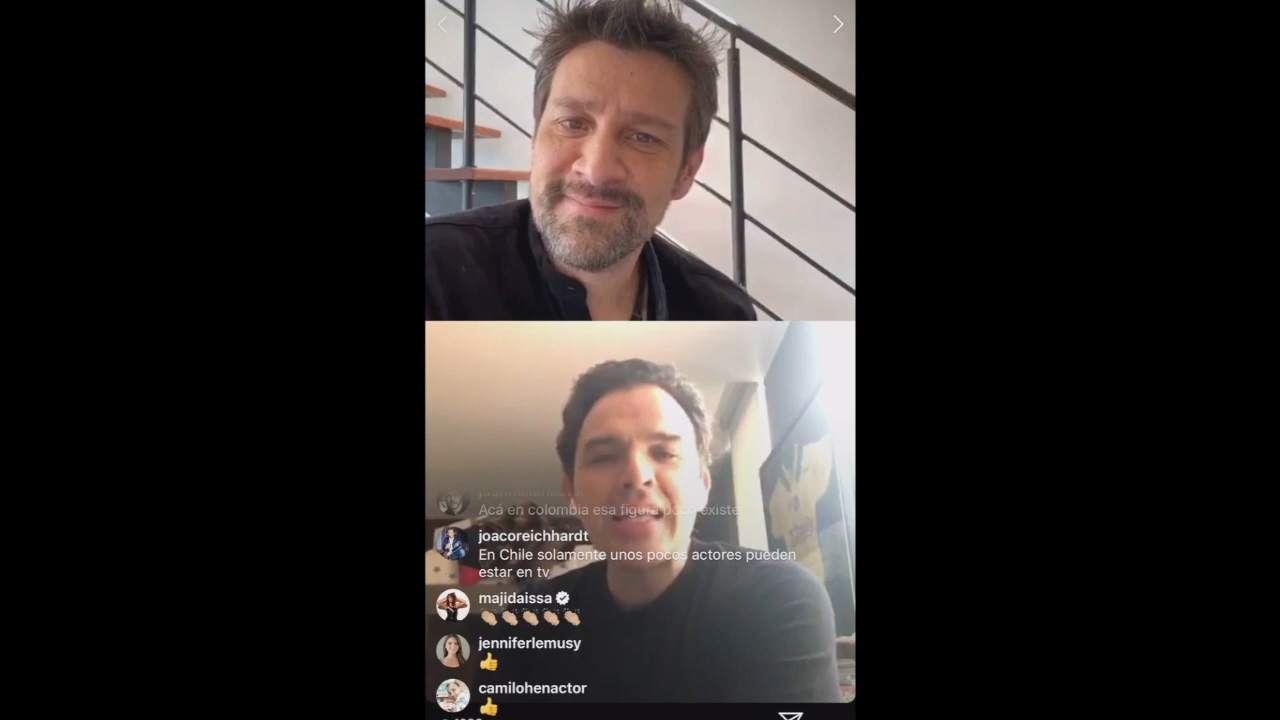 Acá en colombia esa figura poco existe
joacoreichhardt
En Chile solamente unos pocos actores pueden
estar en tv
majidaissa
👏🏼👏🏼👏🏼👏🏼👏🏼
jenniferlemusy
👍
camilohenactor
👍